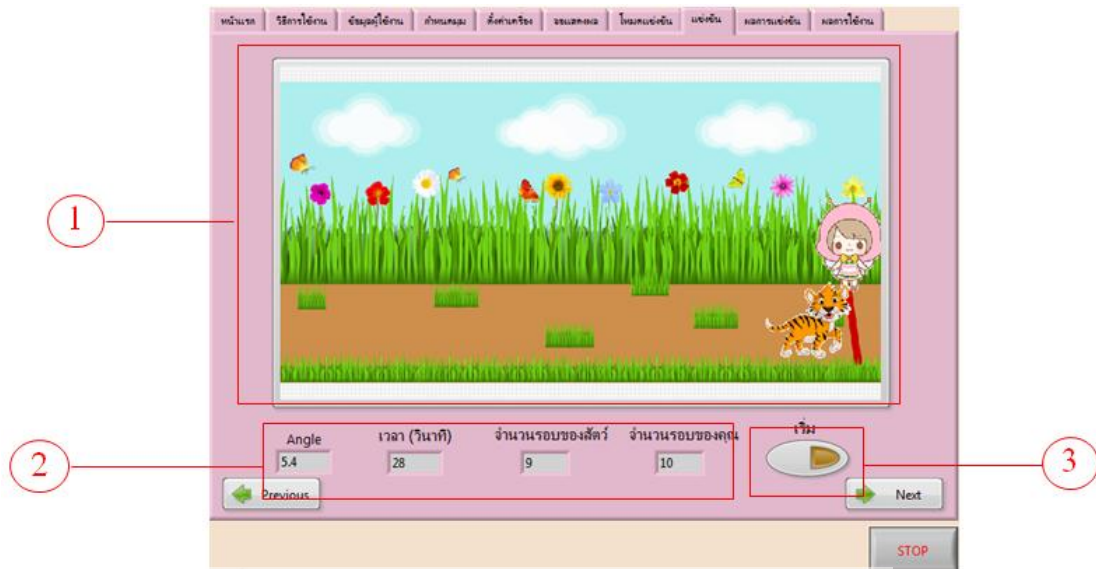 หน้าแรก วิธีการใช้งาน ข้อมูลผู้ใช้งาน กำหนดมุม ตั้งค่าเครื่อง จอแสดงผล โหมดแข่งขัน แข่งขัน ผลการแข่งขัน ผลการใช้งาน
1
Angle เวลา (วินาที) จำนวนรอบของสัตว์ จำนวนรอบของคุณ เริ่ม
5.4 28 9 10
2
3
Previous Next
STOP